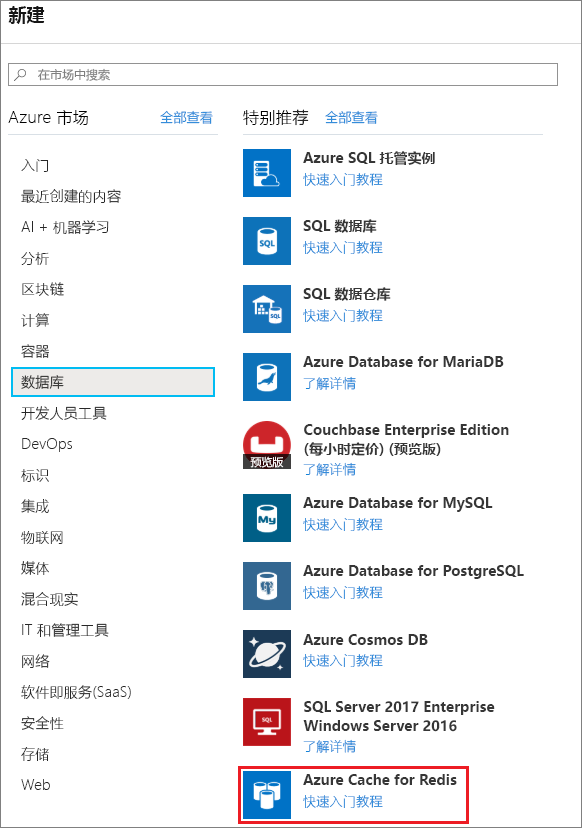 新建
在市场中搜索
Azure 市场
全部查看
入门
最近创建的内容
AI + 机器学习
分析
区块链
计算
容器
数据库
开发人员工具
DevOps
标识
集成
物联网
媒体
混合现实
IT 和管理工具
网络
软件即服务(SaaS)
安全性
存储
Web
特别推荐
全部查看
Azure SQL 托管实例
快速入门教程
SQL
SQL 数据库
快速入门教程
SQL
SQL 数据仓库
快速入门教程
Azure Database for MariaDB
了解详情
预览版
Couchbase Enterprise Edition
(每小时定价) (预览版)
了解详情
My
Azure Database for MySQL
快速入门教程
Azure Database for PostgreSQL
快速入门教程
Azure Cosmos DB
快速入门教程
SQL
SQL Server 2017 Enterprise
Windows Server 2016
了解详情
Azure Cache for Redis
快速入门教程